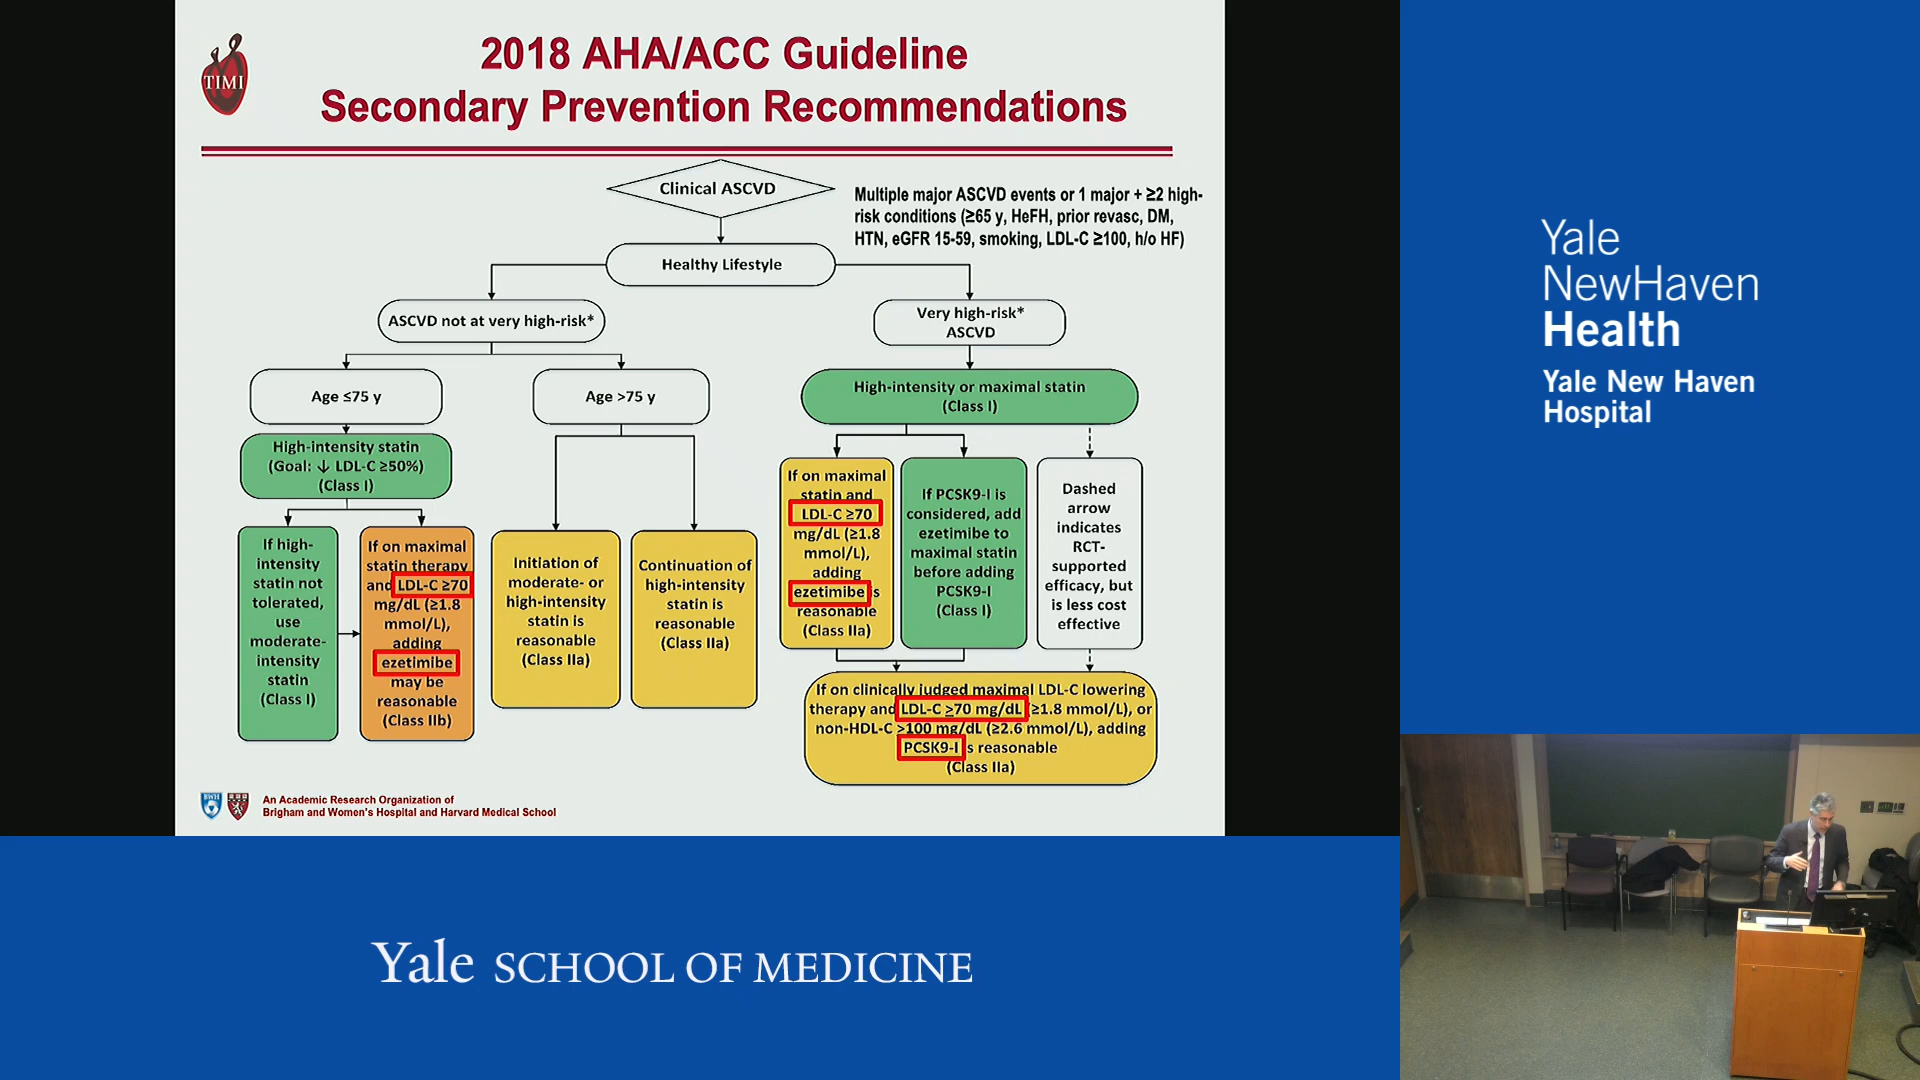 TIMI
2018 AHA/ACC Guideline
Secondary Prevention Recommendations
Clinical ASCVD
Multiple major ASCVD events or 1 major + ≥2 high-
risk conditions (≥65 y, HeFH, prior revasc, DM,
HTN, eGFR 15-59, smoking, LDL-C ≥100, h/o HF)
Healthy Lifestyle
ASCVD not at very high-risk*
Very high-risk*
ASCVD
Age ≤75 y
Age >75 y
High-intensity or maximal statin
(Class I)
High-intensity statin
(Goal: ↓ LDL-C ≥50%)
(Class I)
If high-
intensity
statin not
tolerated,
use
moderate-
intensity
statin
(Class I)
If on maximal
statin therapy
and LDL-C ≥70
mg/dL (≥1.8
mmol/L),
adding
ezetimibe
may be
reasonable
(Class IIb)
Initiation of
moderate- or
high-intensity
statin is
reasonable
(Class IIa)
Continuation of
high-intensity
statin is
reasonable
(Class IIa)
If on maximal
statin and
LDL-C ≥70
mg/dL (≥1.8
mmol/L),
adding
ezetimibe is
reasonable
(Class IIa)
If PCSK9-I is
considered, add
ezetimibe to
maximal statin
before adding
PCSK9-I
(Class I)
Dashed
arrow
indicates
RCT-
supported
efficacy, but
is less cost
effective
If on clinically judged maximal LDL-C lowering
therapy and LDL-C ≥70 mg/dL (≥1.8 mmol/L), or
non-HDL-C ≥100 mg/dL (≥2.6 mmol/L), adding
PCSK9-I is reasonable
(Class IIa)
BWH
An Academic Research Organization of
Brigham and Women's Hospital and Harvard Medical School
Yale
NewHaven
Health
Yale New Haven
Hospital
Yale SCHOOL OF MEDICINE